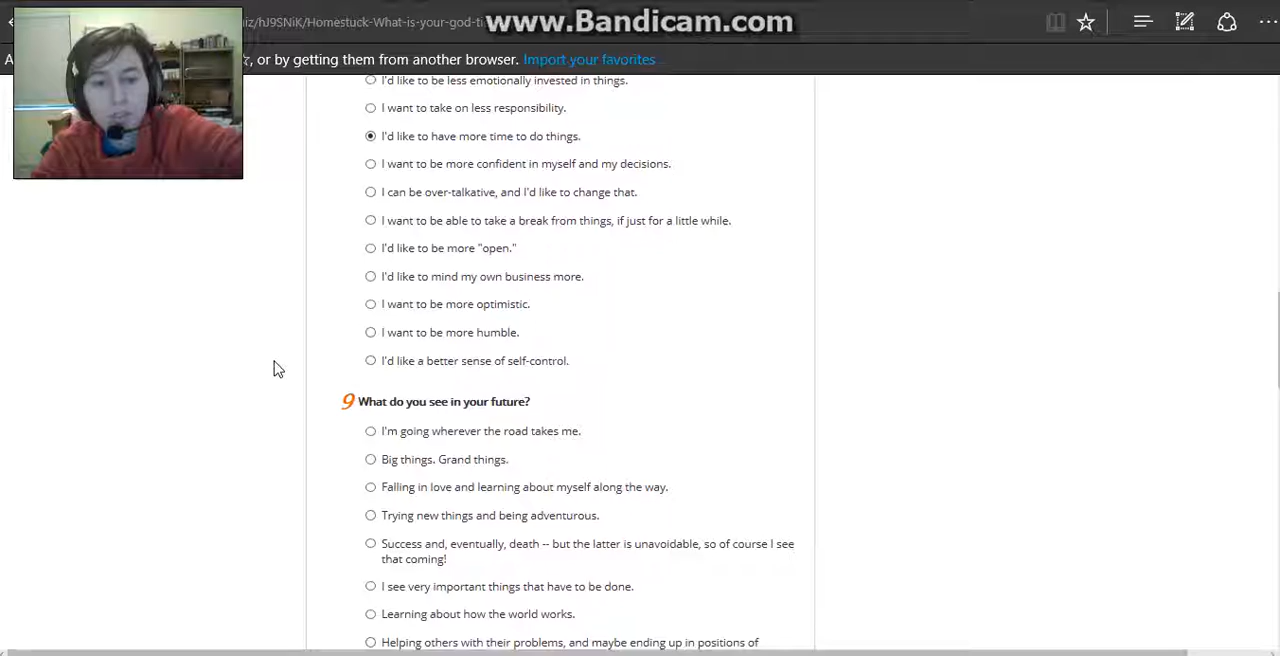 iz/hJ9SNiK/Homestuck-What-is-your-god-ti
www.Bandicam.com
A
, or by getting them from another browser. Import your favorites
I'd like to be less emotionally invested in things.
I want to take on less responsibility.
I'd like to have more time to do things.
I want to be more confident in myself and my decisions.
I can be over-talkative, and I'd like to change that.
I want to be able to take a break from things, if just for a little while.
I'd like to be more "open."
I'd like to mind my own business more.
I want to be more optimistic.
I want to be more humble.
I'd like a better sense of self-control.
9 What do you see in your future?
I'm going wherever the road takes me.
Big things. Grand things.
Falling in love and learning about myself along the way.
Trying new things and being adventurous.
Success and, eventually, death -- but the latter is unavoidable, so of course I see
that coming!
I see very important things that have to be done.
Learning about how the world works.
Helping others with their problems, and maybe ending up in positions of